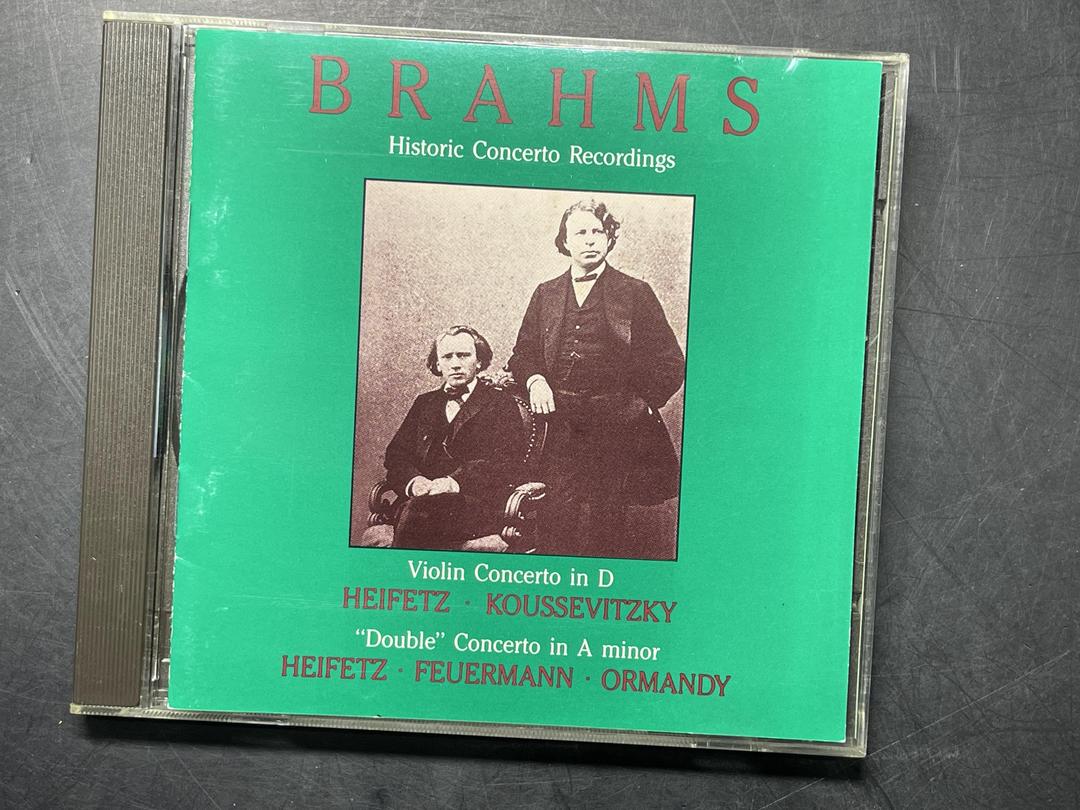 BRAHMS
Historic Concerto Recordings
Violin Concerto in D
HEIFETZ · KOUSSEVITZKY
“Double” Concerto in A minor
HEIFETZ · FEUERMANN · ORMANDY